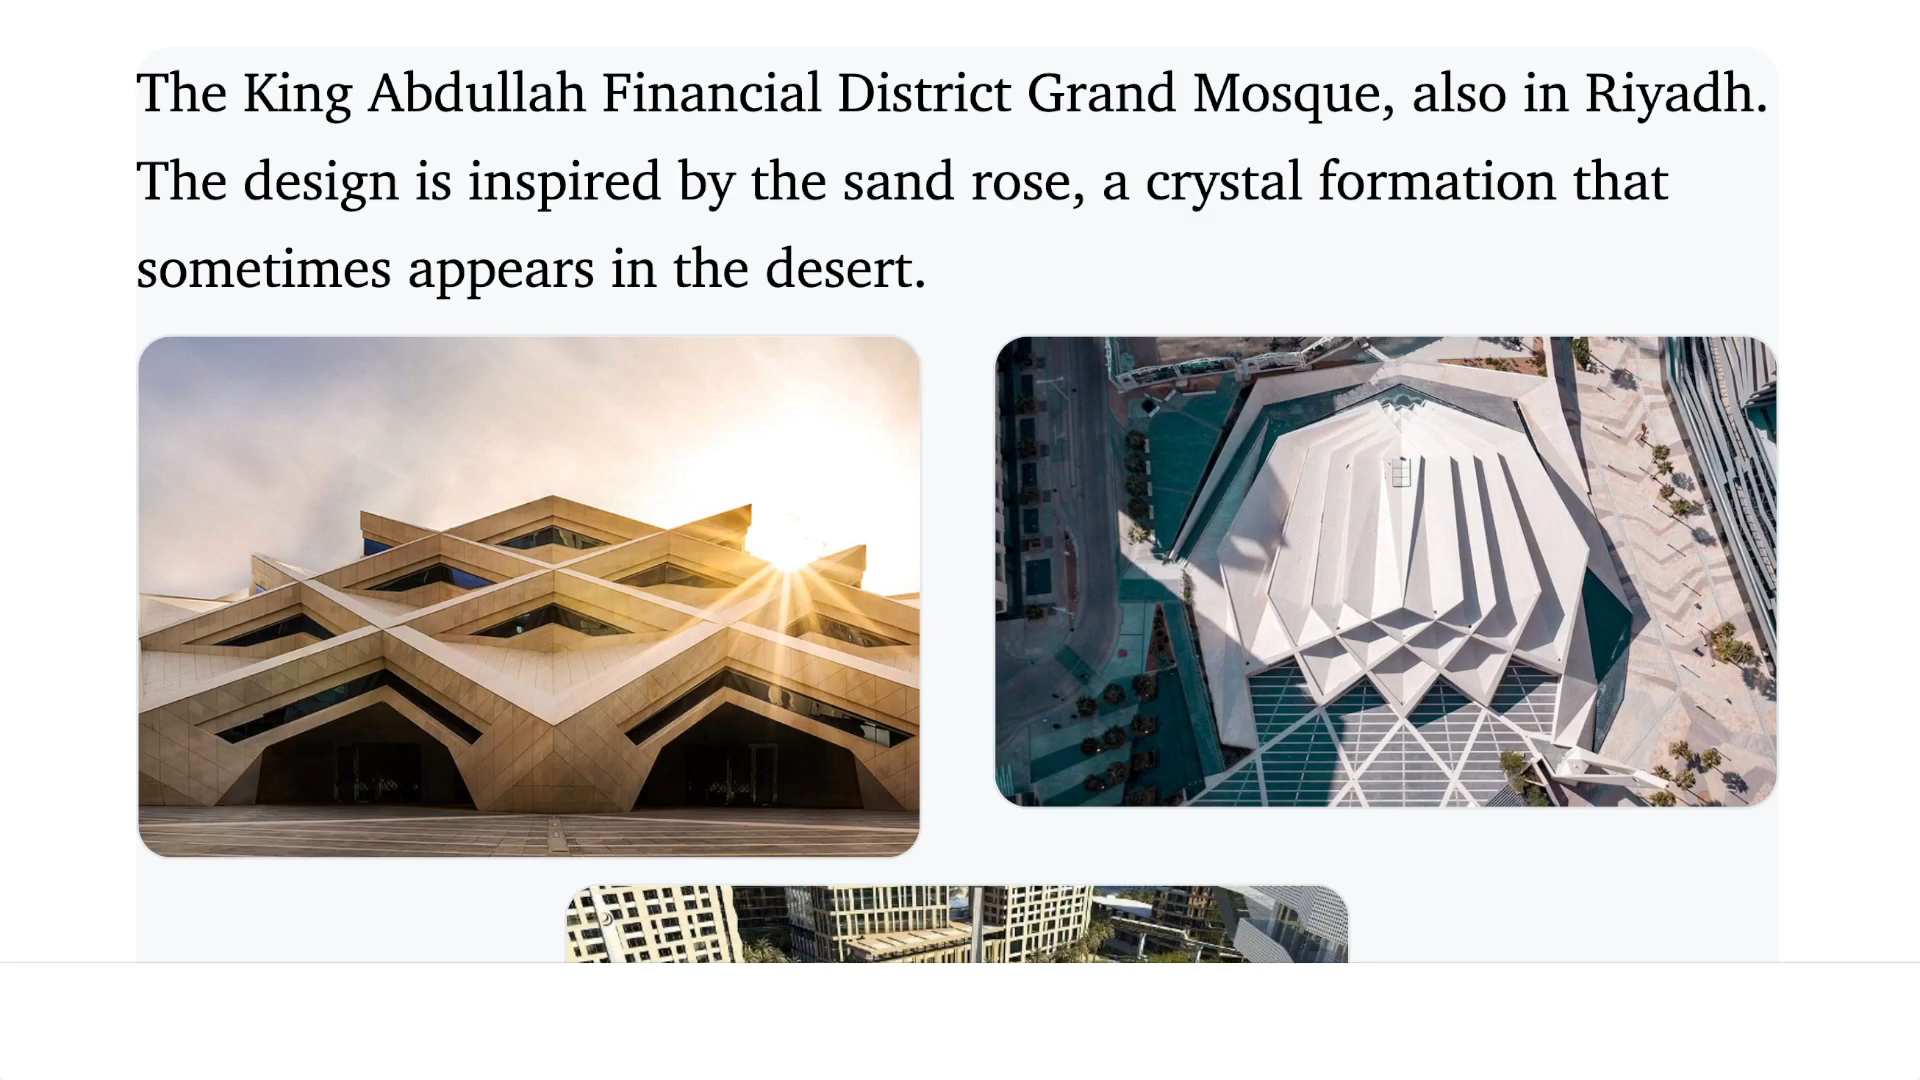 The King Abdullah Financial District Grand Mosque, also in Riyadh.
The design is inspired by the sand rose, a crystal formation that
sometimes appears in the desert.